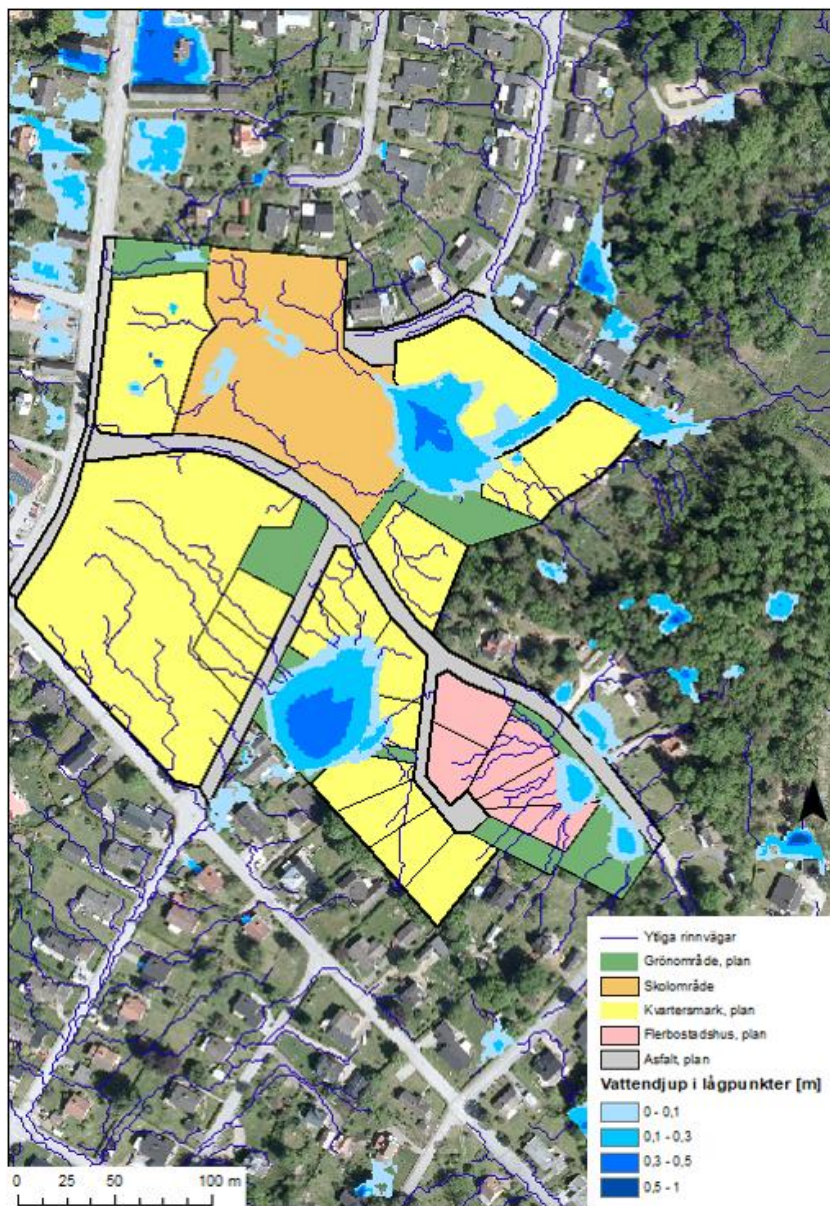 Ytliga rinnvägar
Grönområde, plan
Skolområde
Kvartersmark, plan
Flerbostadshus, plan
Asfalt, plan
Vattendjup i lågpunkter [m]
0 - 0,1
0,1 - 0,3
0,3 - 0,5
0,5 - 1
0 25 50 100 m